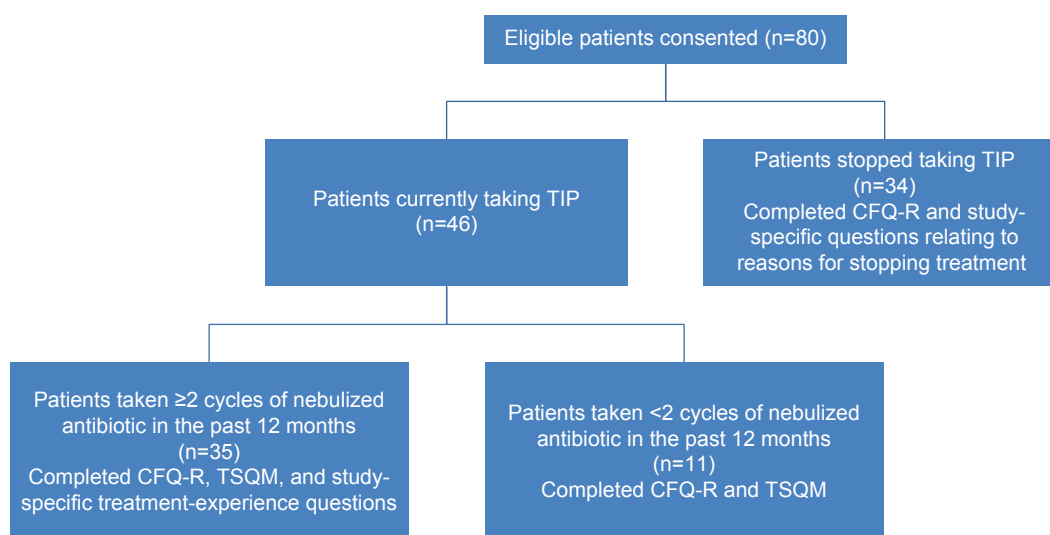 Eligible patients consented (n=80)
Patients currently taking TIP
(n=46)
Patients stopped taking TIP
(n=34)
Completed CFQ-R and study-
specific questions relating to
reasons for stopping treatment
Patients taken ≥2 cycles of nebulized
antibiotic in the past 12 months
(n=35)
Completed CFQ-R, TSQM, and study-
specific treatment-experience questions
Patients taken <2 cycles of nebulized
antibiotic in the past 12 months
(n=11)
Completed CFQ-R and TSQM